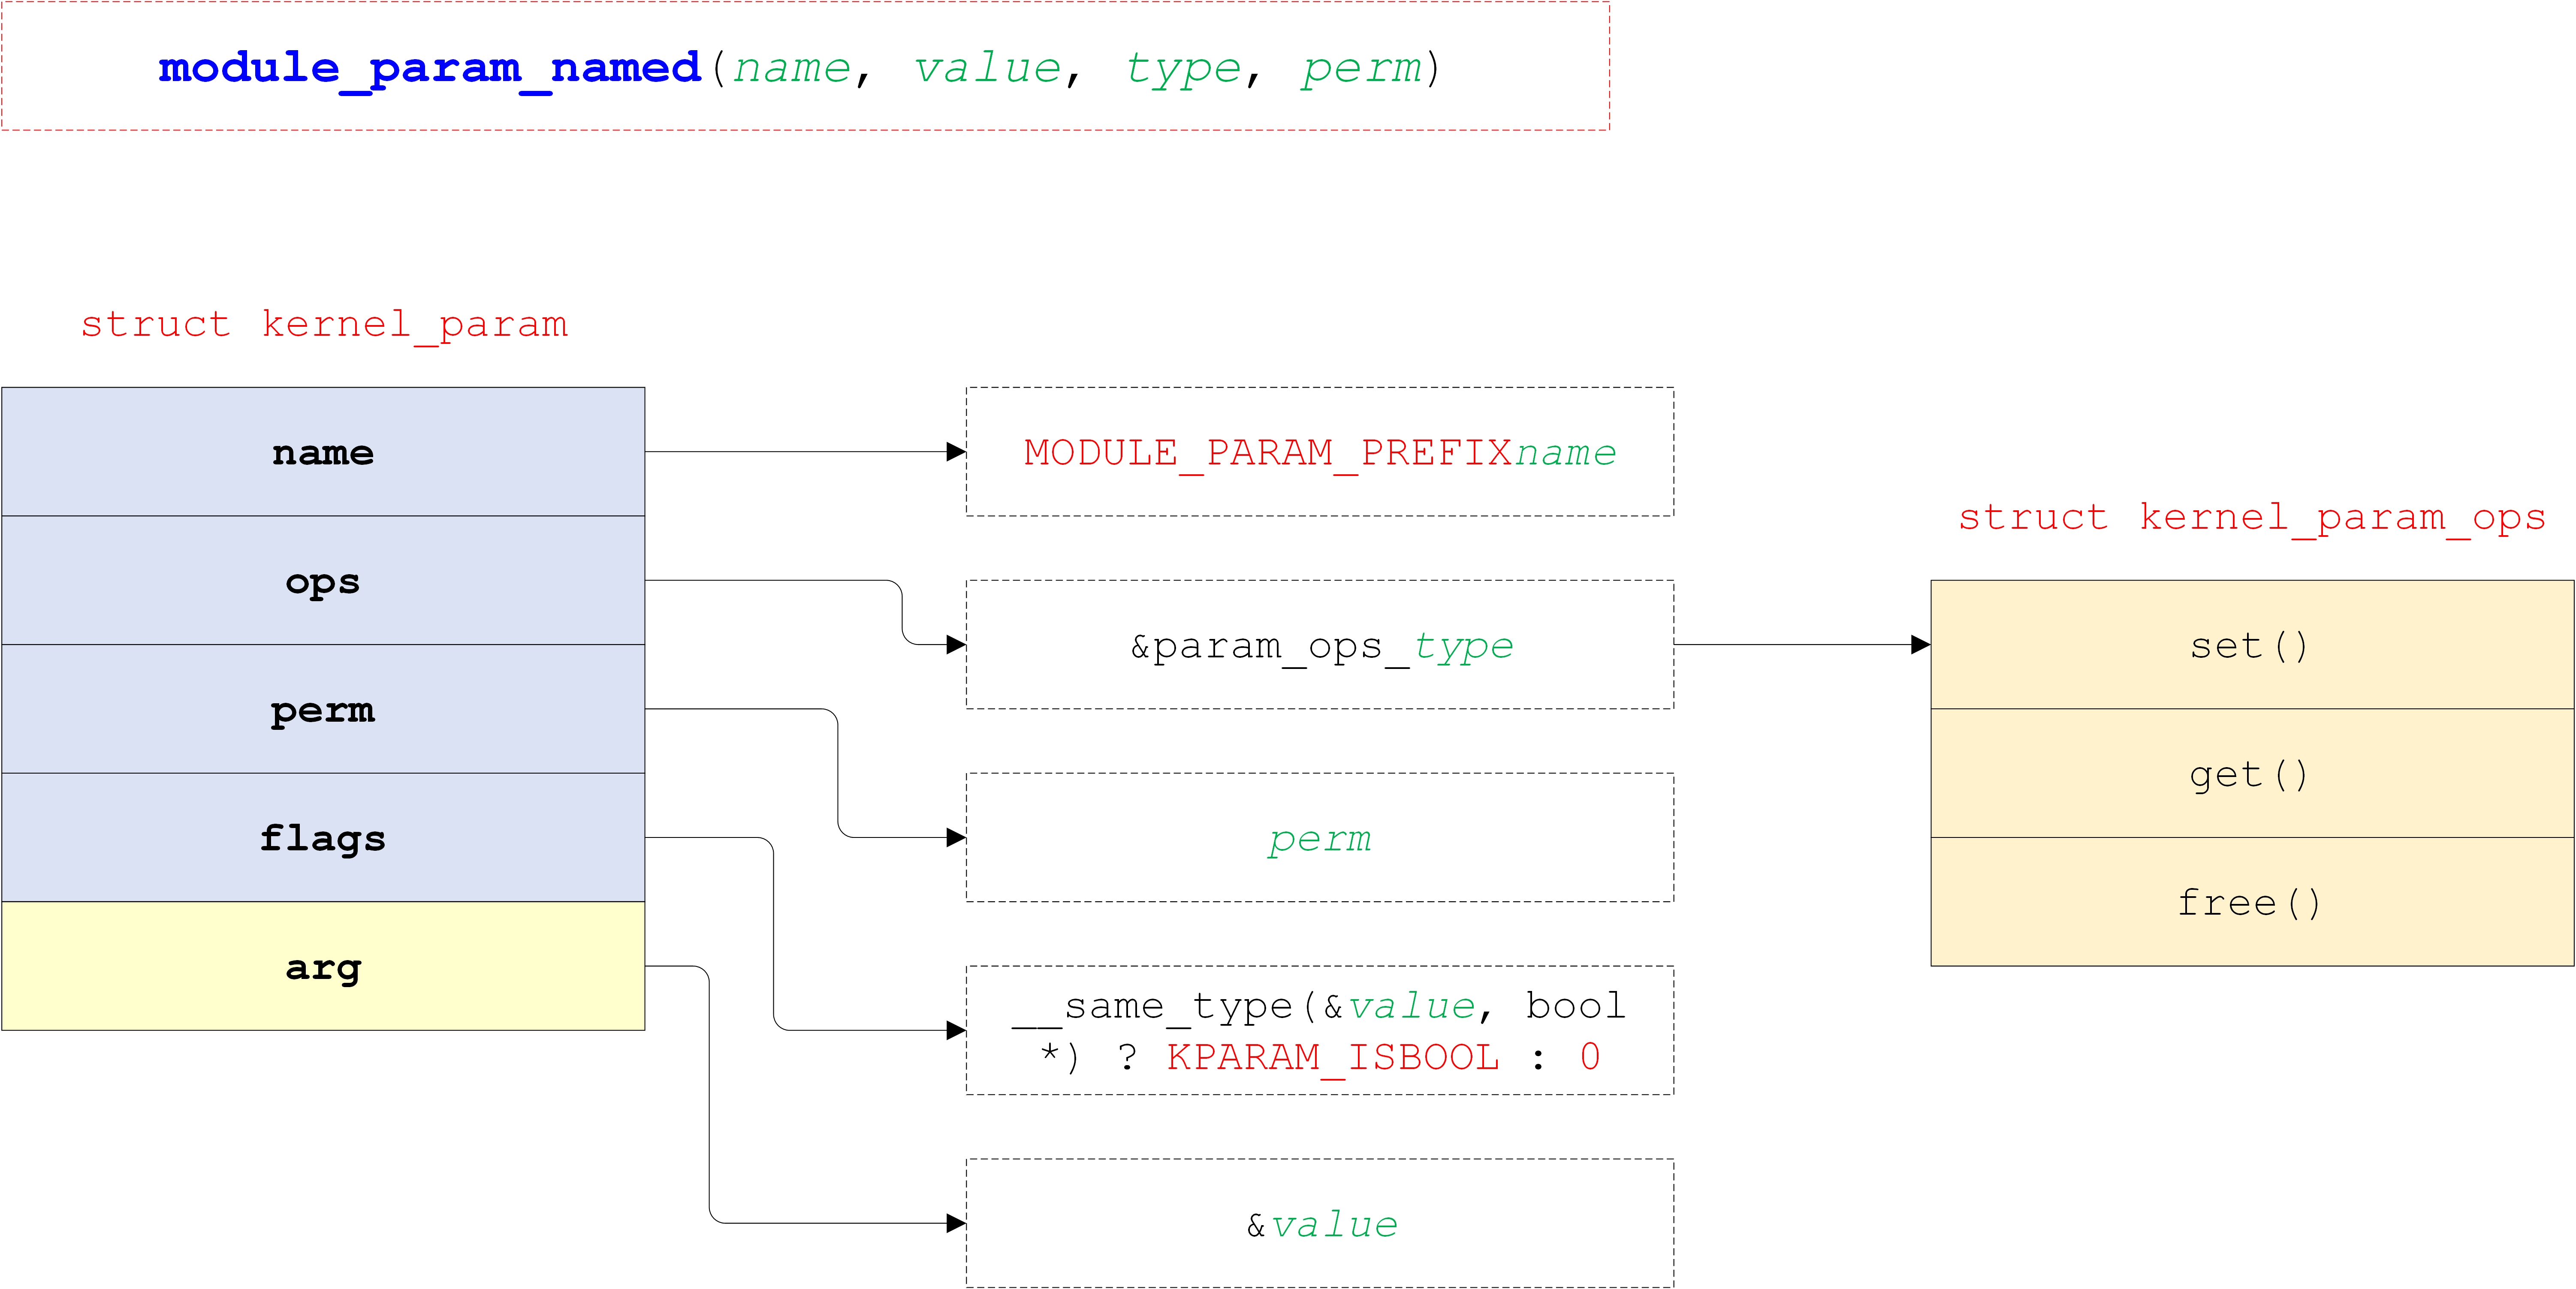 module_param_named(name, value, type, perm)
struct kernel_param
name
ops
perm
flags
arg
MODULE_PARAM_PREFIXname
&param_ops_type
perm
__same_type(&value, bool
*) ? KPARAM_ISBOOL : 0
&value
struct kernel_param_ops
set()
get()
free()